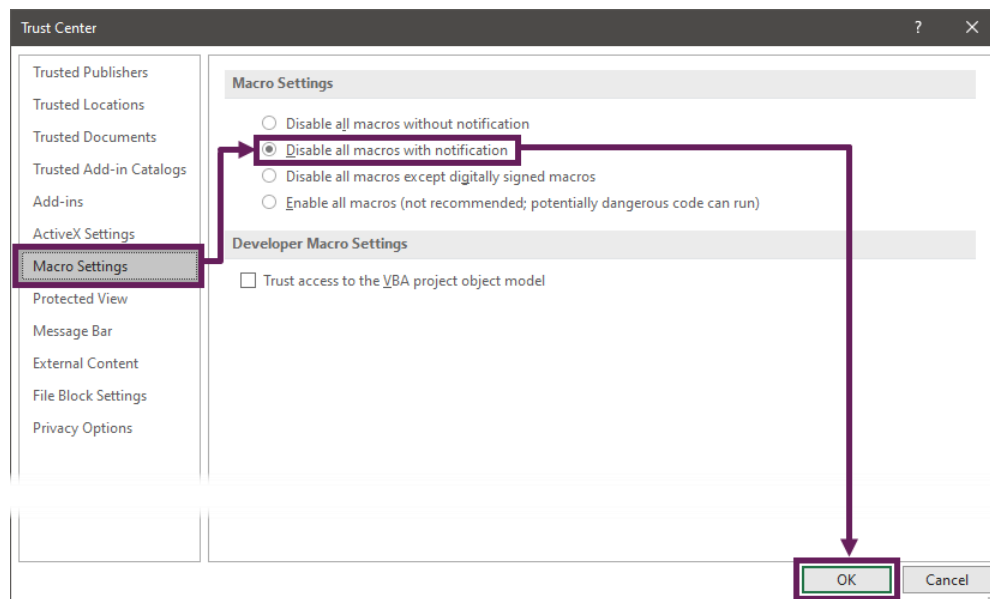 Trust Center
?
Trusted Publishers
Trusted Locations
Trusted Documents
Trusted Add-in Catalogs
Add-ins
ActiveX Settings
Macro Settings
Protected View
Message Bar
External Content
File Block Settings
Privacy Options
Macro Settings
Disable all macros without notification
Disable all macros with notification
Disable all macros except digitally signed macros
Enable all macros (not recommended; potentially dangerous code can run)
Developer Macro Settings
Trust access to the VBA project object model
OK
Cancel